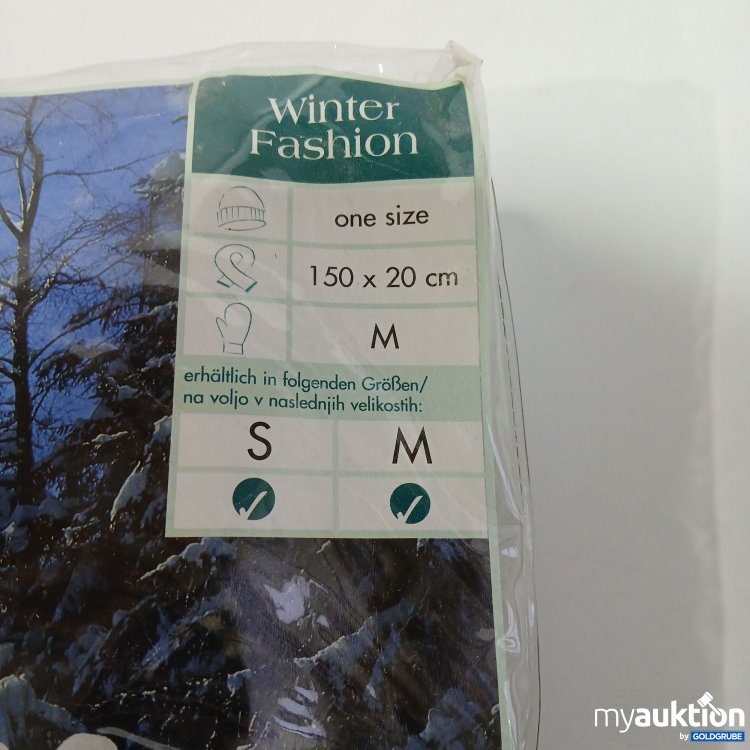 Winter
Fashion
one size
150 x 20 cm
M
erhältlich in folgenden Größen/
na voljo v naslednjih velikostih:
S M
myauktion
by GOLDGRUBE